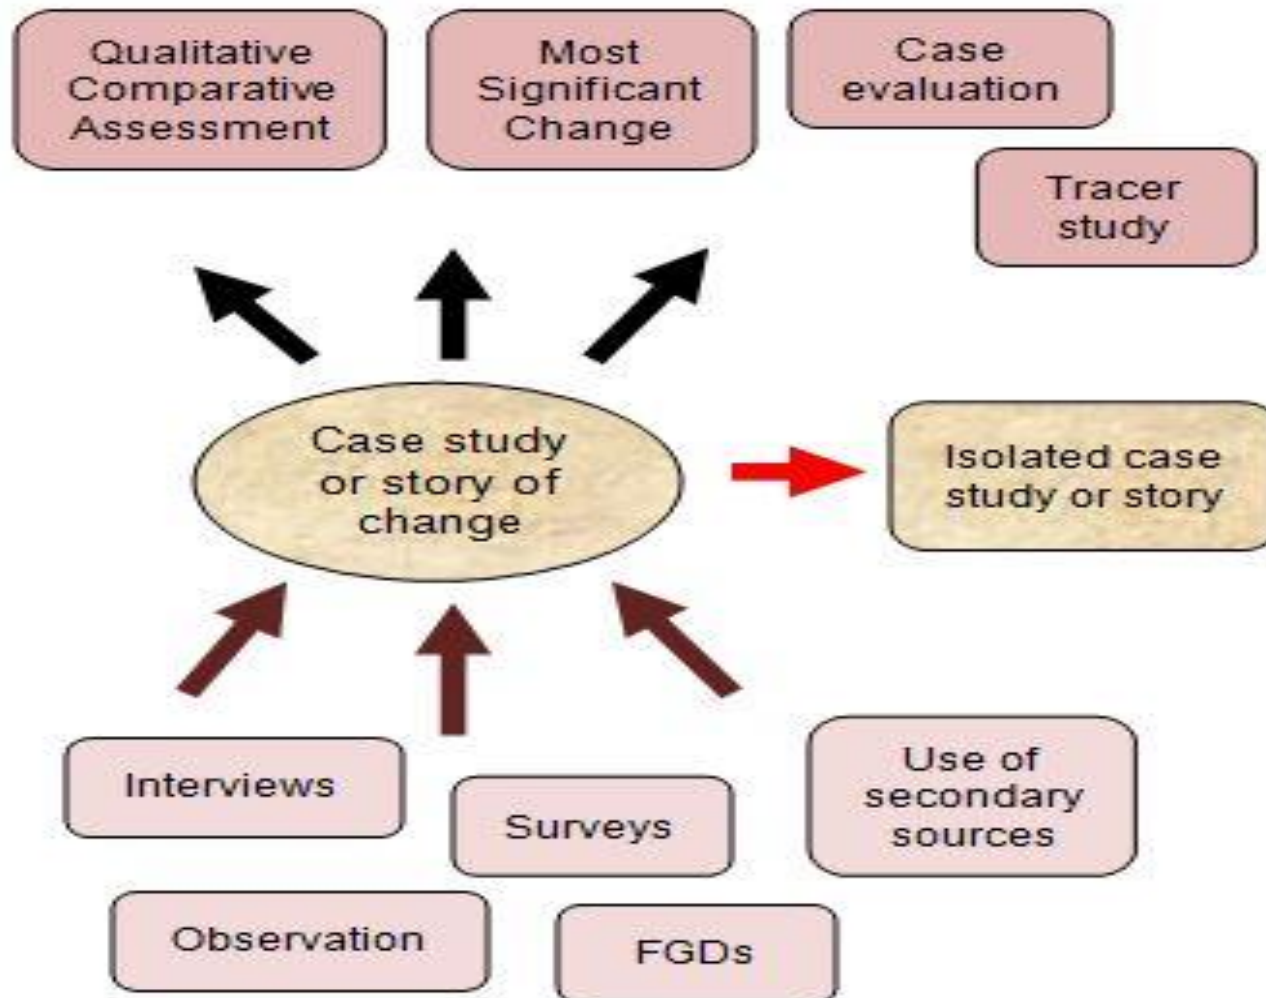 Qualitative
Comparative
Assessment
Most
Significant
Change
Case
evaluation
Tracer
study
Case study
or story of
change
Isolated case
study or story
Interviews
Surveys
Use of
secondary
sources
Observation
FGDs